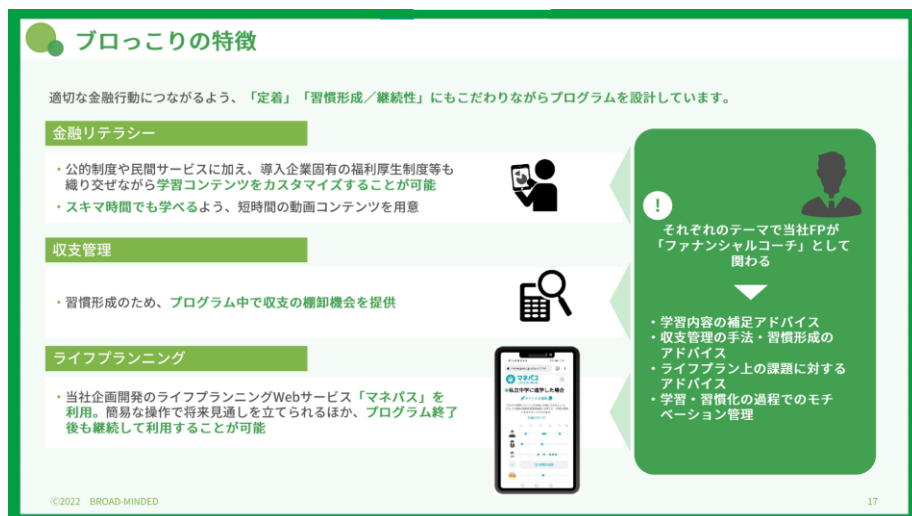 ブロっこりの特徴
適切な金融行動につながるよう、「定着」「習慣形成／継続性」にもこだわりながらプログラムを設計しています。
金融リテラシー
・公的制度や民間サービスに加え、導入企業固有の福利厚生制度等も
織り交ぜながら学習コンテンツをカスタマイズすることが可能
・スキマ時間でも学べるよう、短時間の動画コンテンツを用意
収支管理
・習慣形成のため、プログラム中で収支の棚卸機会を提供
ライフプランニング
・当社企画開発のライフプランニングWebサービス「マネパス」を
利用。簡易な操作で将来見通しを立てられるほか、プログラム終了
後も継続して利用することが可能
マネパス
私立中学に進学した場合
!
それぞれのテーマで当社FPが
「ファナンシャルコーチ」として
関わる
・学習内容の補足アドバイス
・収支管理の手法・習慣形成の
アドバイス
・ライフプラン上の課題に対する
アドバイス
・学習・習慣化の過程でのモチ
ベーション管理
©2022 BROAD-MINDED
17